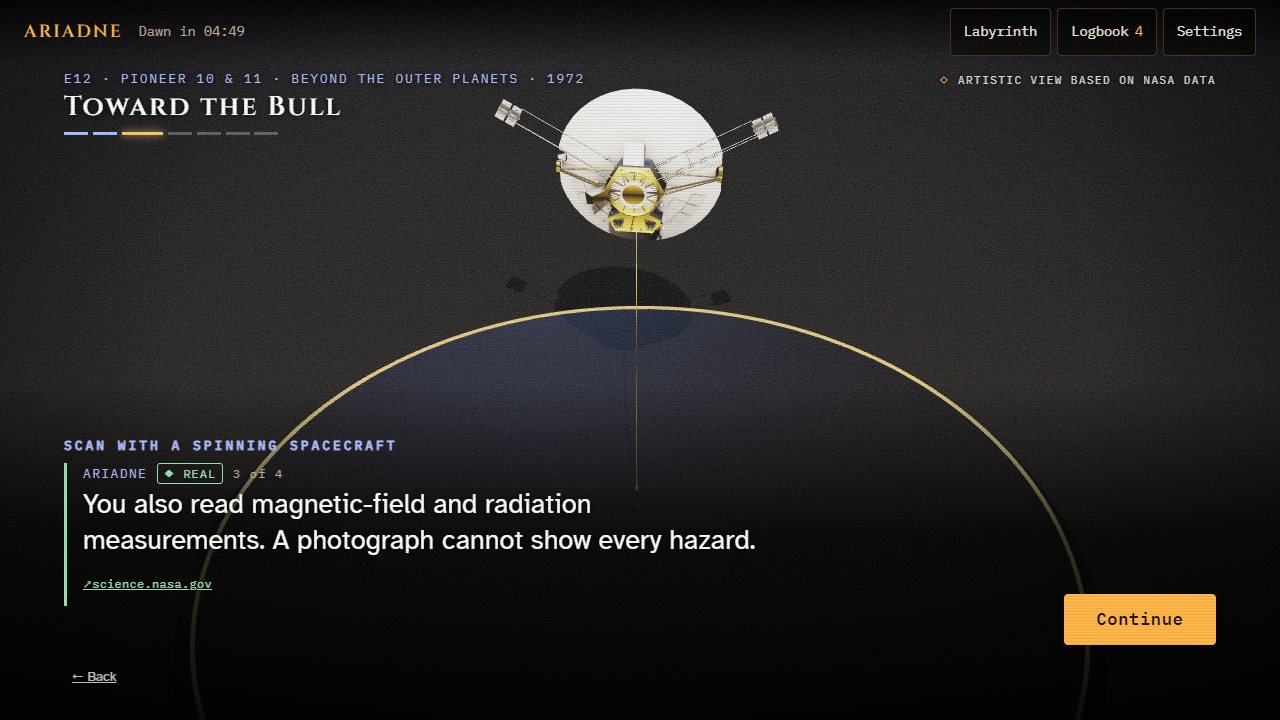 ARIADNE Dawn in 04:49 Labyrinth Logbook 4 Settings
E12 · PIONEER 10 & 11 · BEYOND THE OUTER PLANETS · 1972
◇ ARTISTIC VIEW BASED ON NASA DATA
Toward the Bull
SCAN WITH A SPINNING SPACECRAFT
ARIADNE ◆ REAL 3 of 4
You also read magnetic-field and radiation
measurements. A photograph cannot show every hazard.
↗science.nasa.gov
Continue
← Back